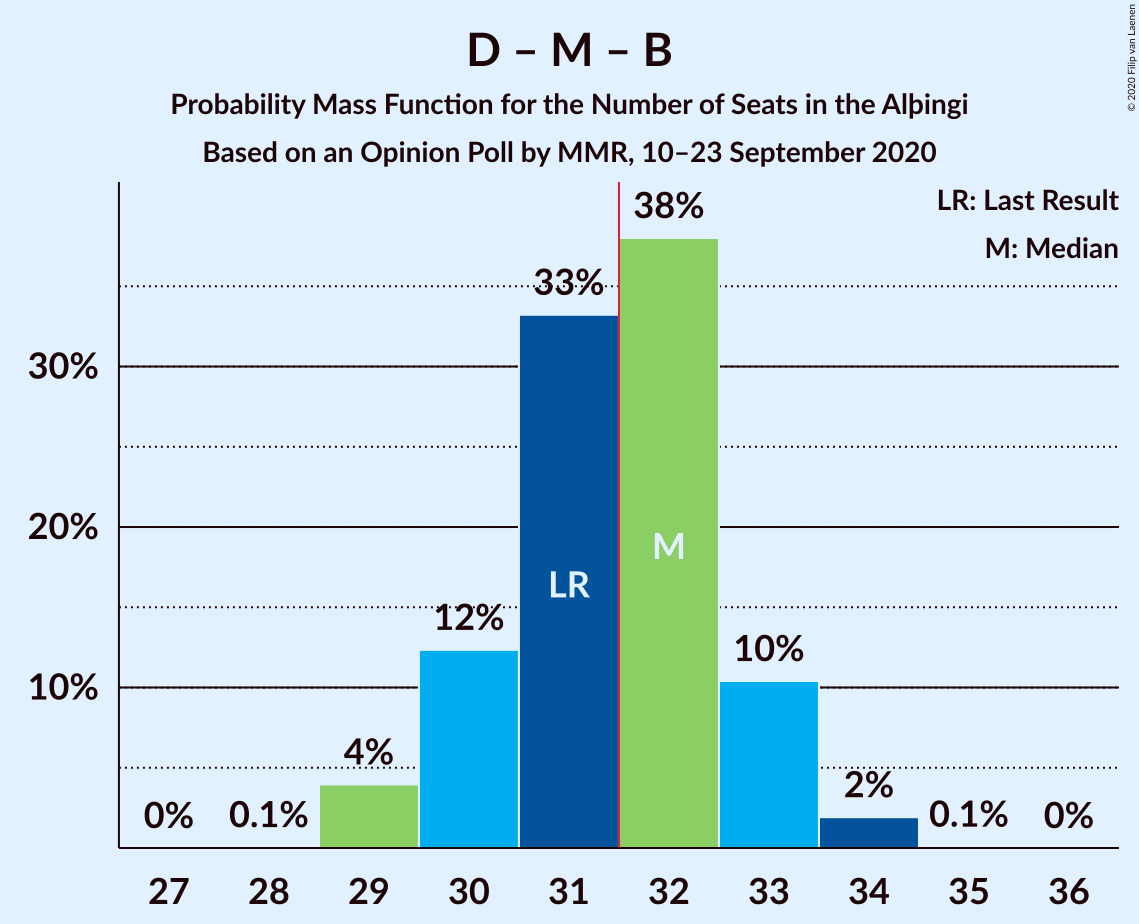 D – M – B
Probability Mass Function for the Number of Seats in the Alþingi
Based on an Opinion Poll by MMR, 10–23 September 2020
© 2020 Filip van Laenen
LR: Last Result
M: Median
38%
33%
30%
20%
M
LR
12%
10%
10%
4%
2%
0%
0.1%
0.1%
0%
27 28 29 30 31 32 33 34 35 36